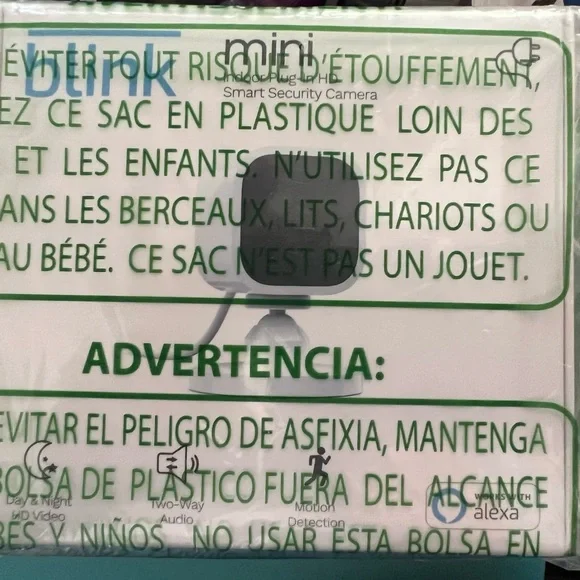 blink
mini
Indoor Plug-in HD
Smart Security Camera
ÉVITER TOUT RISQUE D'ÉTOUFFEMENT,
EZ CE SAC EN PLASTIQUE LOIN DES
ET LES ENFANTS. N'UTILISEZ PAS CE
ANS LES BERCEAUX, LITS, CHARIOTS OU
AU BÉBÉ. CE SAC N'EST PAS UN JOUET.
ADVERTENCIA:
EVITAR EL PELIGRO DE ASFIXIA, MANTENGA
BOLSA DE PLÁSTICO FUERA DEL ALCANCE
BÉS Y NIÑOS. NO USAR ESTA BOLSA EN
Day & Night
HD Video
Two-Way
Audio
Motion
Detection
WORKS WITH
alexa